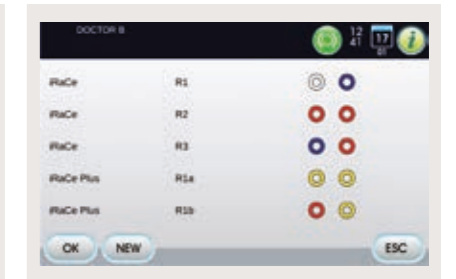 DOCTOR B 12 41 17 01 i
iRaCe R1
iRaCe R2
iRaCe R3
iRaCe Plus R1a
iRaCe Plus R1b
OK NEW ESC